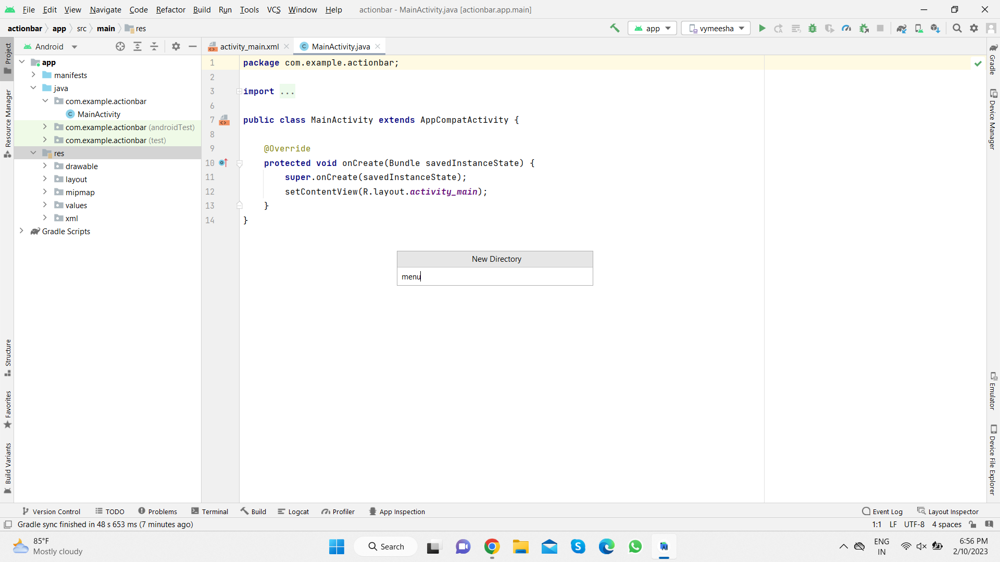 File Edit View Navigate Code Refactor Build Run Tools VCS Window Help actionbar - MainActivity.java [actionbar.app.main]
actionbar app src main res app vymeesha
Android activity_main.xml MainActivity.java
app
manifests
java
com.example.actionbar
MainActivity
com.example.actionbar (androidTest)
com.example.actionbar (test)
res
drawable
layout
mipmap
values
xml
Gradle Scripts
1 package com.example.actionbar;
2
3 import ...
6
7 public class MainActivity extends AppCompatActivity {
8
9 @Override
10 protected void onCreate(Bundle savedInstanceState) {
11 super.onCreate(savedInstanceState);
12 setContentView(R.layout.activity_main);
13 }
14 }
New Directory
menu
Project
Resource Manager
Structure
Favorites
Build Variants
Gradle
Device Manager
Emulator
Device File Explorer
Version Control TODO Problems Terminal Build Logcat Profiler App Inspection Event Log Layout Inspector
Gradle sync finished in 48 s 653 ms (7 minutes ago) 1:1 LF UTF-8 4 spaces
85°F
Mostly cloudy
Search
ENG
IN
6:56 PM
2/10/2023